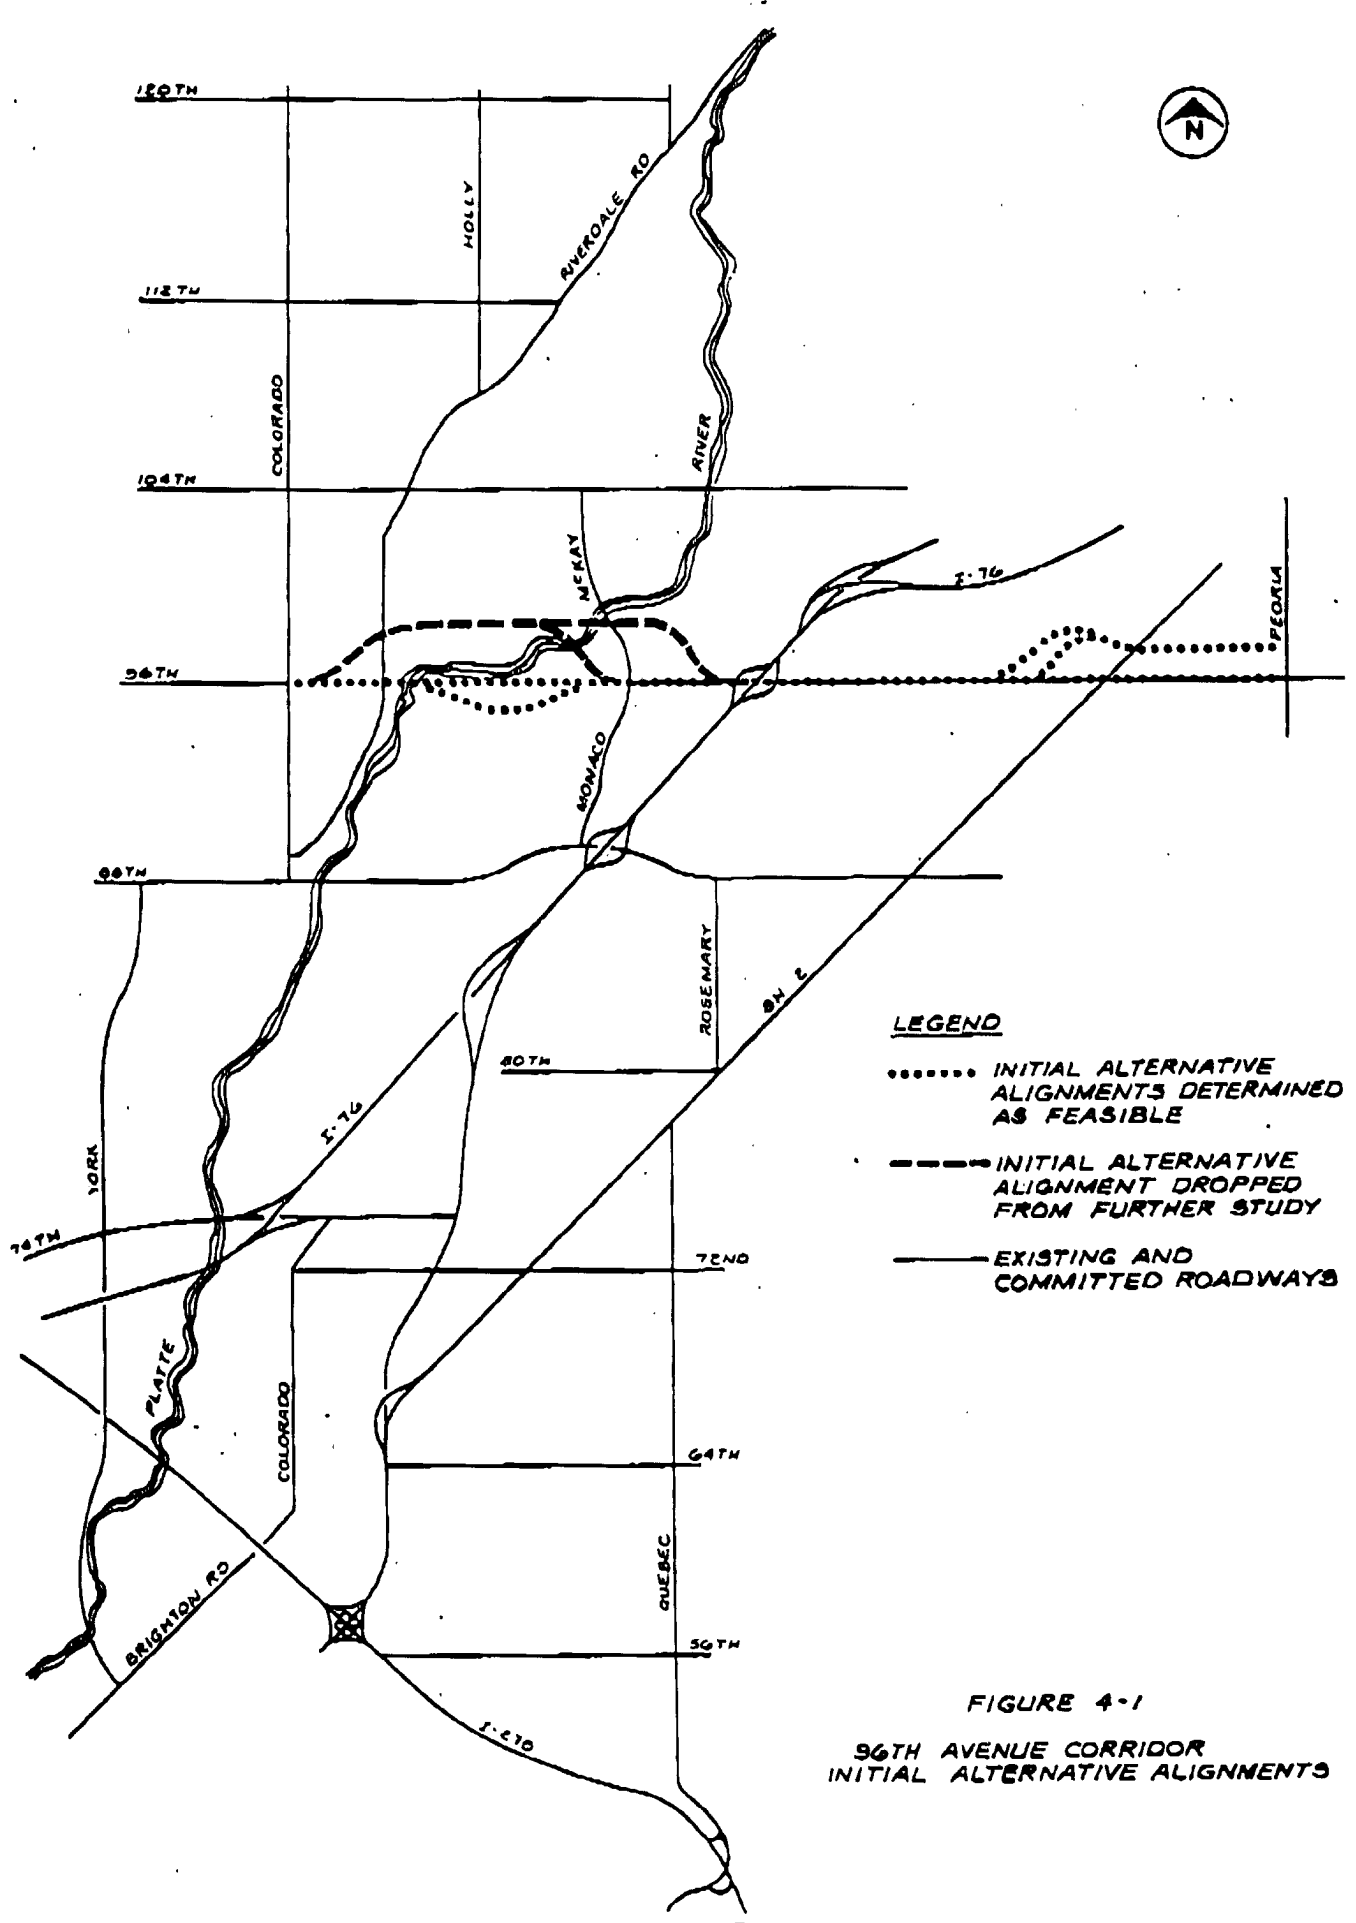 120TH
N
HOLLY
RIVERDALE RD
112TH
COLORADO
RIVER
104TH
MCKAY
I-76
PEORIA
96TH
MONACO
88TH
ROSEMARY
SH 2
LEGEND
80TH
INITIAL ALTERNATIVE
ALIGNMENTS DETERMINED
AS FEASIBLE
I-76
YORK
INITIAL ALTERNATIVE
ALIGNMENT DROPPED
FROM FURTHER STUDY
74TH
72ND
EXISTING AND
COMMITTED ROADWAYS
PLATTE
COLORADO
64TH
QUEBEC
BRIGHTON RD
56TH
I-270
FIGURE 4-1
96TH AVENUE CORRIDOR
INITIAL ALTERNATIVE ALIGNMENTS